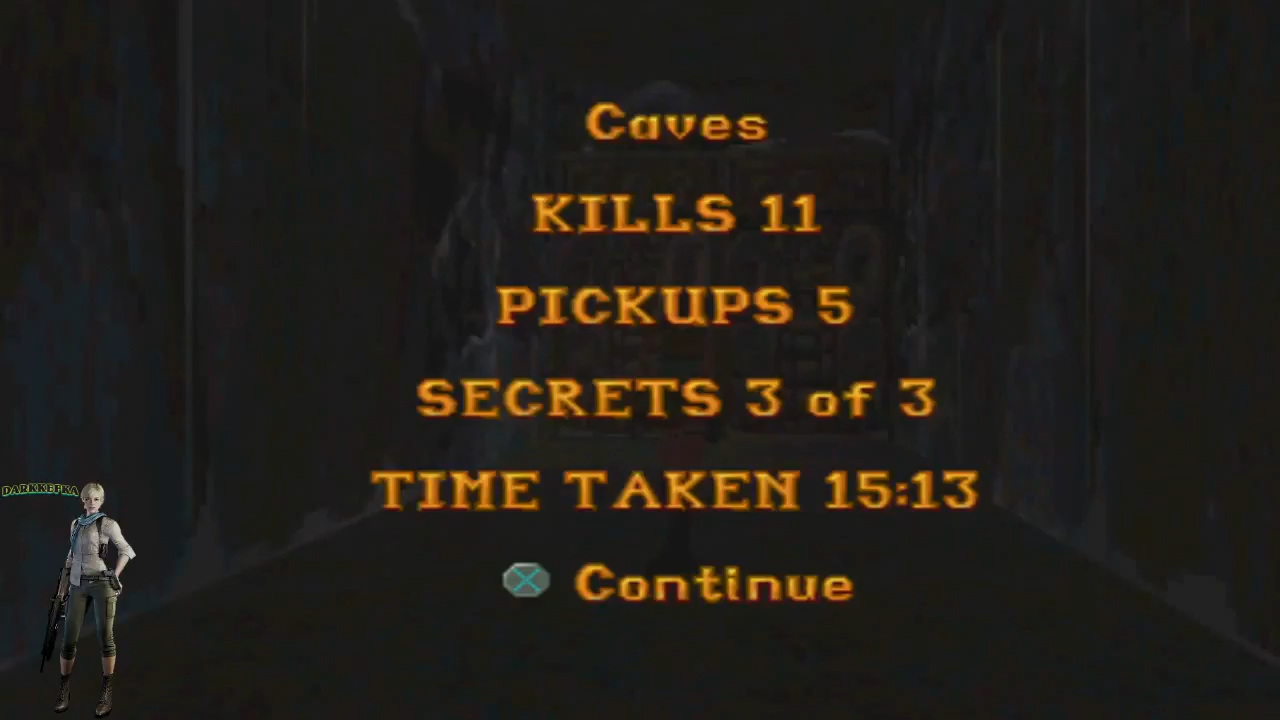 Caves
KILLS 11
PICKUPS 5
SECRETS 3 of 3
TIME TAKEN 15:13
Continue
DARKKEFKA